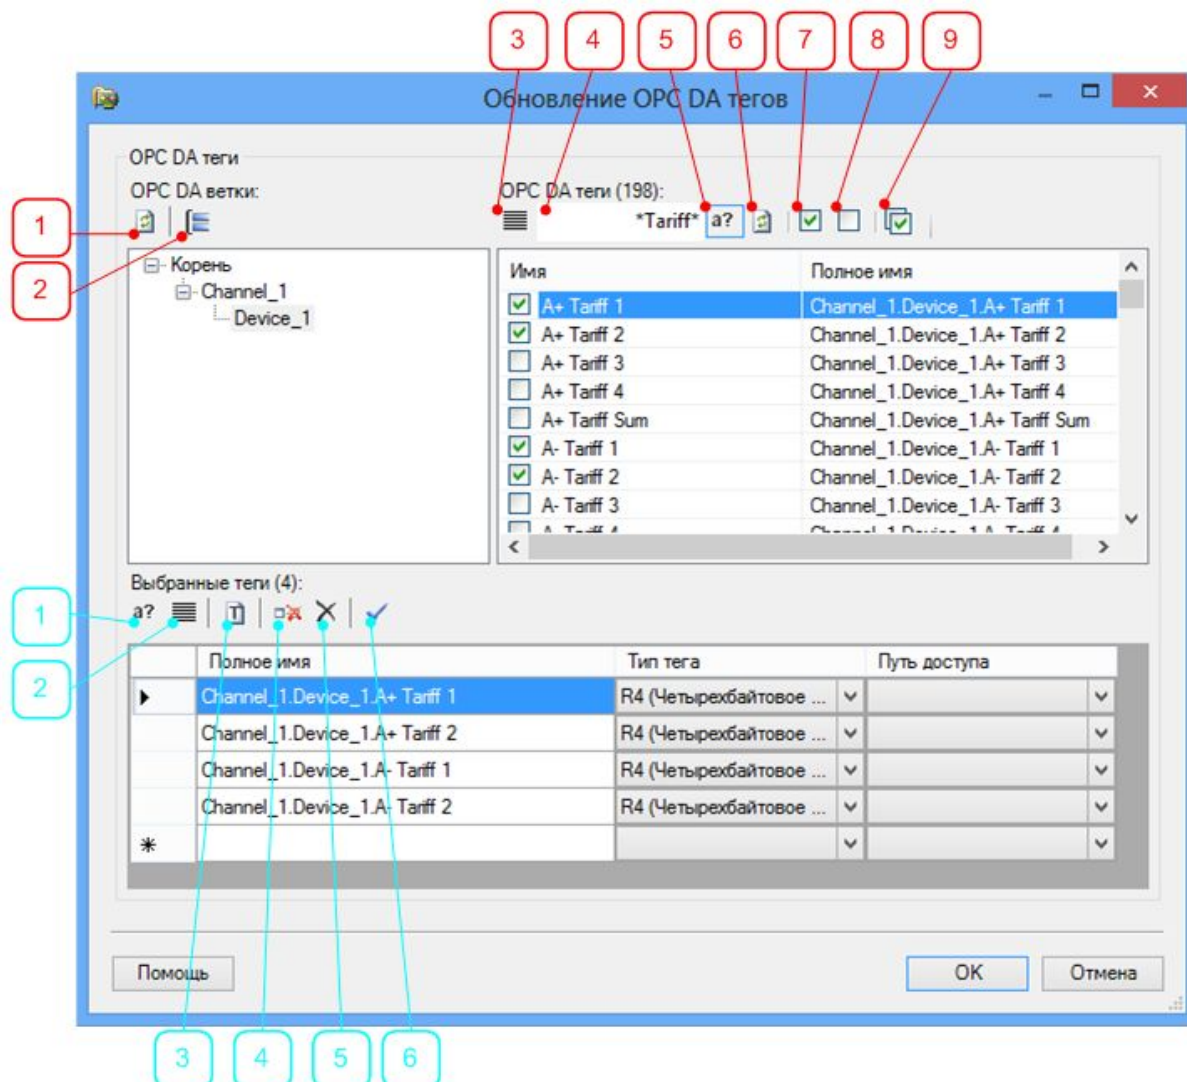 3 4 5 6 7 8 9
Обновление OPC DA тегов
OPC DA теги
OPC DA ветки:
OPC DA теги (198):
1
*Tariff* a?
2
Корень
Channel_1
Device_1
Имя Полное имя
A+ Tariff 1 Channel_1.Device_1.A+ Tariff 1
A+ Tariff 2 Channel_1.Device_1.A+ Tariff 2
A+ Tariff 3 Channel_1.Device_1.A+ Tariff 3
A+ Tariff 4 Channel_1.Device_1.A+ Tariff 4
A+ Tariff Sum Channel_1.Device_1.A+ Tariff Sum
A- Tariff 1 Channel_1.Device_1.A- Tariff 1
A- Tariff 2 Channel_1.Device_1.A- Tariff 2
A- Tariff 3 Channel_1.Device_1.A- Tariff 3
A- Tariff 4 Channel_1.Device_1.A- Tariff 4
Выбранные теги (4):
1 a? T
2
Полное имя Тип тега Путь доступа
Channel_1.Device_1.A+ Tariff 1 R4 (Четырехбайтовое ...
Channel_1.Device_1.A+ Tariff 2 R4 (Четырехбайтовое ...
Channel_1.Device_1.A- Tariff 1 R4 (Четырехбайтовое ...
Channel_1.Device_1.A- Tariff 2 R4 (Четырехбайтовое ...
Помощь OK Отмена
3 4 5 6